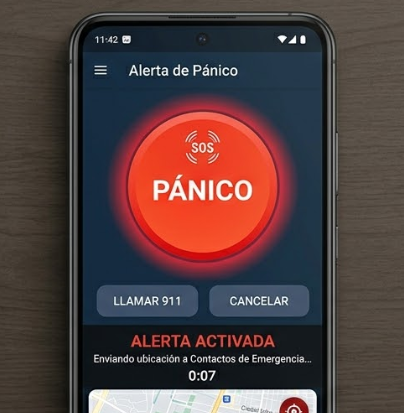 11:42
Alerta de Pánico
SOS
PÁNICO
LLAMAR 911
CANCELAR
ALERTA ACTIVADA
Enviando ubicación a Contactos de Emergencia...
0:07